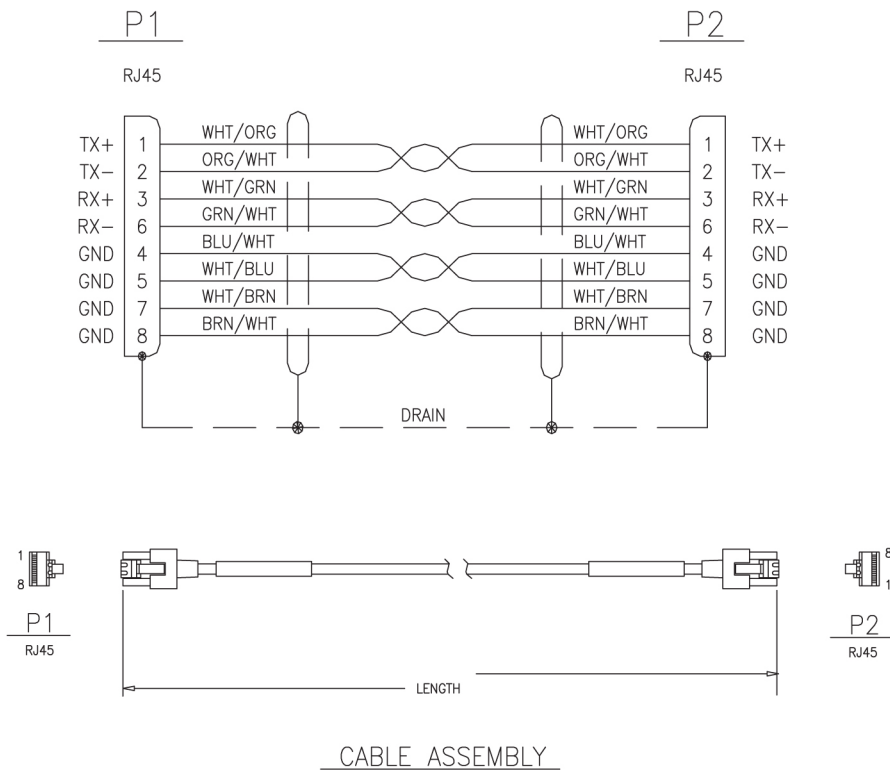 P1 P2
RJ45 RJ45
TX+ 1 WHT/ORG WHT/ORG 1 TX+
TX- 2 ORG/WHT ORG/WHT 2 TX-
RX+ 3 WHT/GRN WHT/GRN 3 RX+
RX- 6 GRN/WHT GRN/WHT 6 RX-
GND 4 BLU/WHT BLU/WHT 4 GND
GND 5 WHT/BLU WHT/BLU 5 GND
GND 7 WHT/BRN WHT/BRN 7 GND
GND 8 BRN/WHT BRN/WHT 8 GND
DRAIN
1 8
8 1
P1 P2
RJ45 RJ45
LENGTH
CABLE ASSEMBLY